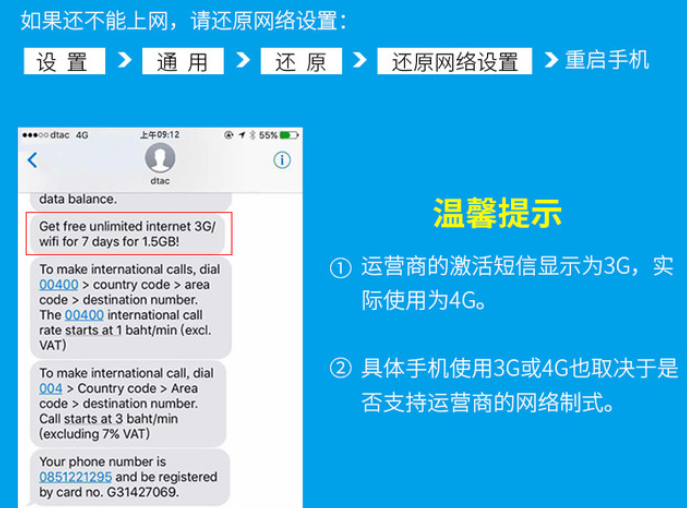 如果还不能上网，请还原网络设置：
设 置 > 通 用 > 还 原 > 还原网络设置 > 重启手机
dtac 4G 上午09:12 55%
dtac
data balance.
Get free unlimited internet 3G/
wifi for 7 days for 1.5GB!
To make international calls, dial
00400 > country code > area
code > destination number.
The 00400 international call
rate starts at 1 baht/min (excl.
VAT)
To make international call, dial
004 > Country code > Area
code > destination number.
Call starts at 3 baht/min
(excluding 7% VAT)
Your phone number is
0851221295 and be registered
by card no. G31427069.
温馨提示
① 运营商的激活短信显示为3G，实
际使用为4G。
② 具体手机使用3G或4G也取决于是
否支持运营商的网络制式。